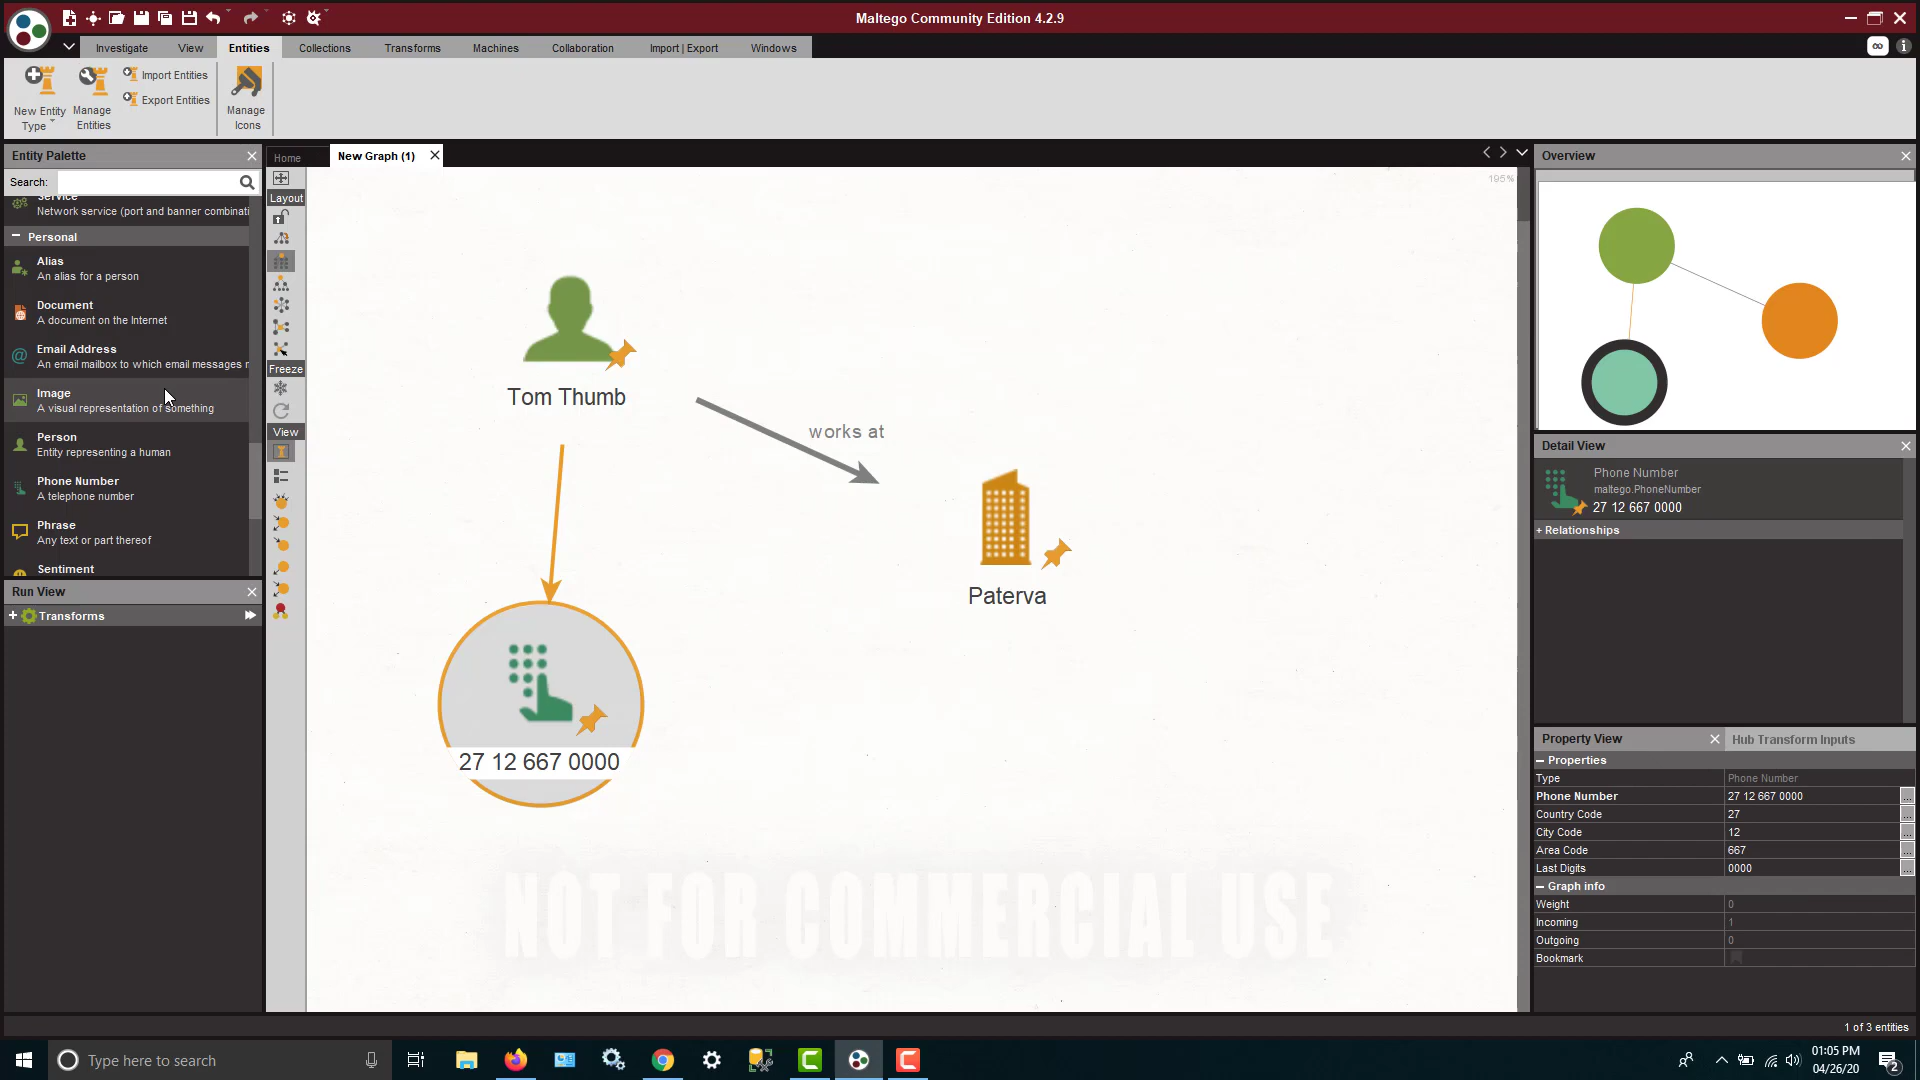 Maltego Community Edition 4.2.9
Investigate View Entities Collections Transforms Machines Collaboration Import | Export Windows
New Entity Type
Manage Entities
Import Entities
Export Entities
Manage Icons
Entity Palette
Search:
Service
Network service (port and banner combinati
Personal
Alias
An alias for a person
Document
A document on the Internet
Email Address
An email mailbox to which email messages m
Image
A visual representation of something
Person
Entity representing a human
Phone Number
A telephone number
Phrase
Any text or part thereof
Sentiment
Run View
Transforms
Home
New Graph (1)
Layout
Freeze
View
195%
Tom Thumb
works at
Paterva
27 12 667 0000
NOT FOR COMMERCIAL USE
Overview
Detail View
Phone Number
maltego.PhoneNumber
27 12 667 0000
+ Relationships
Property View
Hub Transform Inputs
Properties
Type Phone Number
Phone Number 27 12 667 0000
Country Code 27
City Code 12
Area Code 667
Last Digits 0000
Graph info
Weight 0
Incoming 1
Outgoing 0
Bookmark
1 of 3 entities
Type here to search
01:05 PM
04/26/20
2